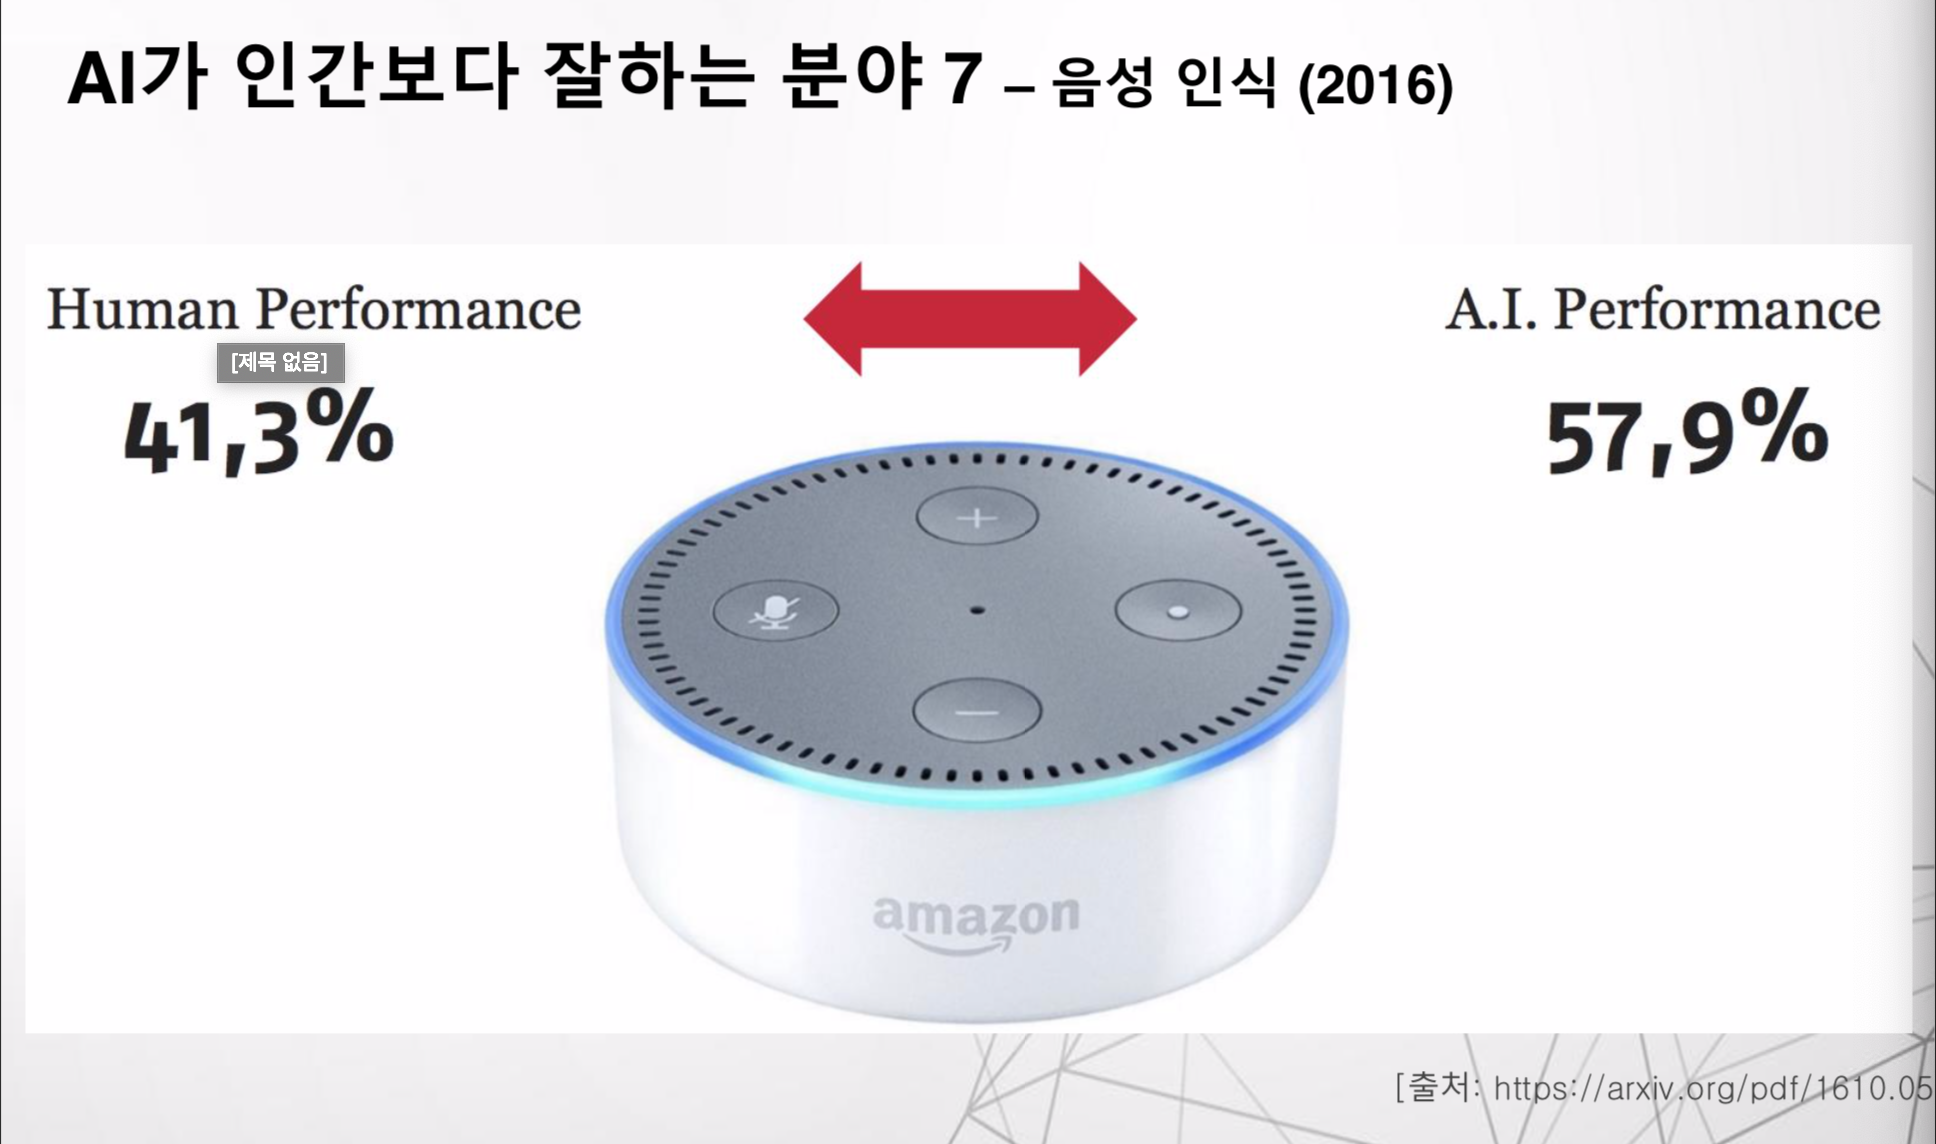 AI가 인간보다 잘하는 분야 7 – 음성 인식 (2016)
Human Performance
A.I. Performance
[제목 없음]
41,3%
57,9%
amazon
[출처: https://arxiv.org/pdf/1610.05